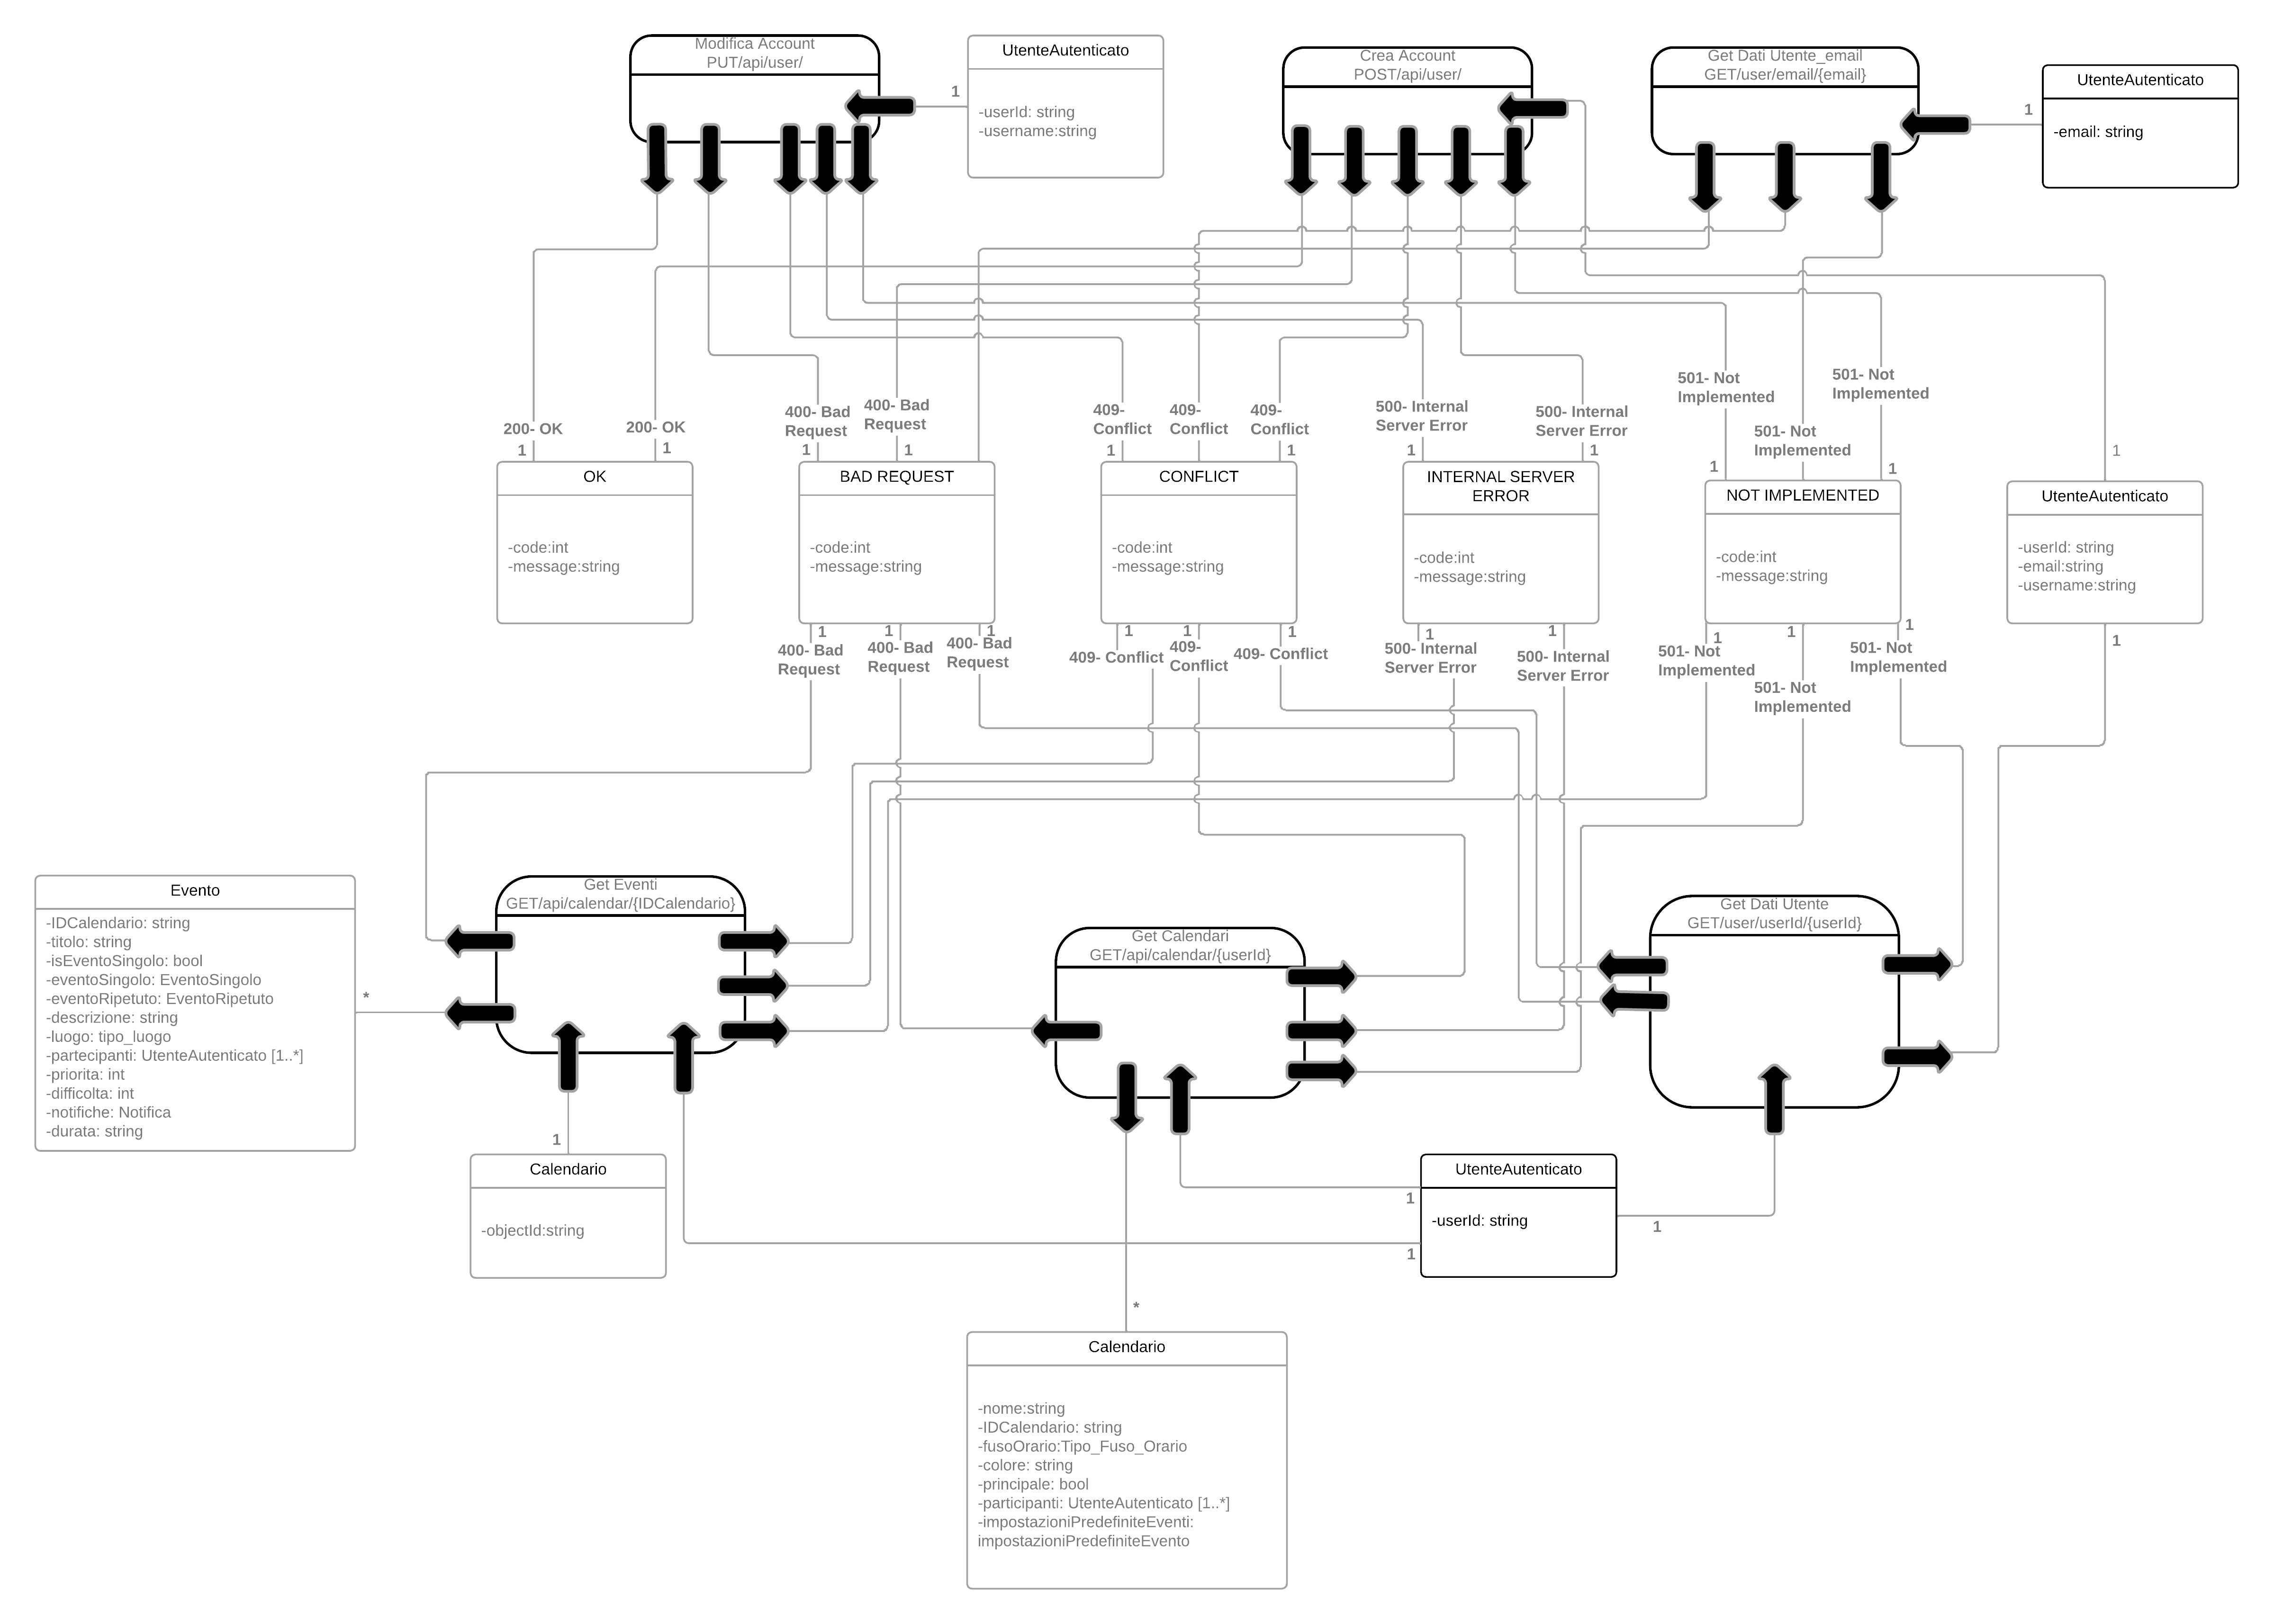 Modifica Account
PUT/api/user/
1
UtenteAutenticato
-userId: string
-username:string
Crea Account
POST/api/user/
Get Dati Utente_email
GET/user/email/{email}
1
UtenteAutenticato
-email: string
200- OK
1
200- OK
1
400- Bad
Request
1
400- Bad
Request
1
409-
Conflict
1
409-
Conflict
409-
Conflict
1
500- Internal
Server Error
1
500- Internal
Server Error
1
501- Not
Implemented
1
501- Not
Implemented
501- Not
Implemented
1
1
OK
-code:int
-message:string
BAD REQUEST
-code:int
-message:string
CONFLICT
-code:int
-message:string
INTERNAL SERVER
ERROR
-code:int
-message:string
NOT IMPLEMENTED
-code:int
-message:string
UtenteAutenticato
-userId: string
-email:string
-username:string
1
400- Bad
Request
1
400- Bad
Request
1
400- Bad
Request
1
409- Conflict
1
409-
Conflict
1
409- Conflict
1
500- Internal
Server Error
1
500- Internal
Server Error
1
501- Not
Implemented
1
501- Not
Implemented
1
501- Not
Implemented
1
Evento
-IDCalendario: string
-titolo: string
-isEventoSingolo: bool
-eventoSingolo: EventoSingolo
-eventoRipetuto: EventoRipetuto
-descrizione: string
-luogo: tipo_luogo
-partecipanti: UtenteAutenticato [1..*]
-priorita: int
-difficolta: int
-notifiche: Notifica
-durata: string
*
Get Eventi
GET/api/calendar/{IDCalendario}
Get Calendari
GET/api/calendar/{userId}
Get Dati Utente
GET/user/userId/{userId}
1
Calendario
-objectId:string
UtenteAutenticato
-userId: string
1
1
1
*
Calendario
-nome:string
-IDCalendario: string
-fusoOrario:Tipo_Fuso_Orario
-colore: string
-principale: bool
-participanti: UtenteAutenticato [1..*]
-impostazioniPredefiniteEventi:
impostazioniPredefiniteEvento